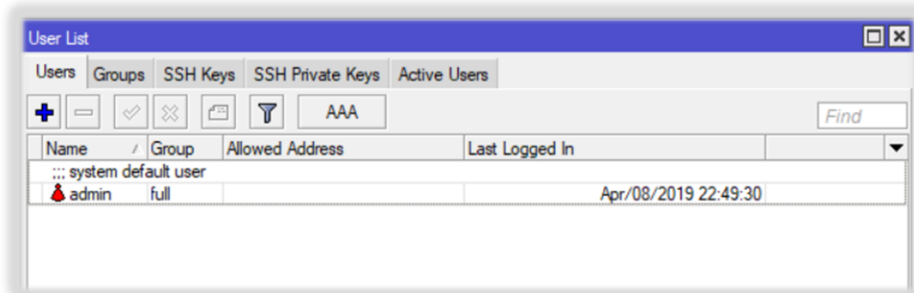 User List
Users Groups SSH Keys SSH Private Keys Active Users
AAA Find
Name Group Allowed Address Last Logged In
;;; system default user
admin full Apr/08/2019 22:49:30